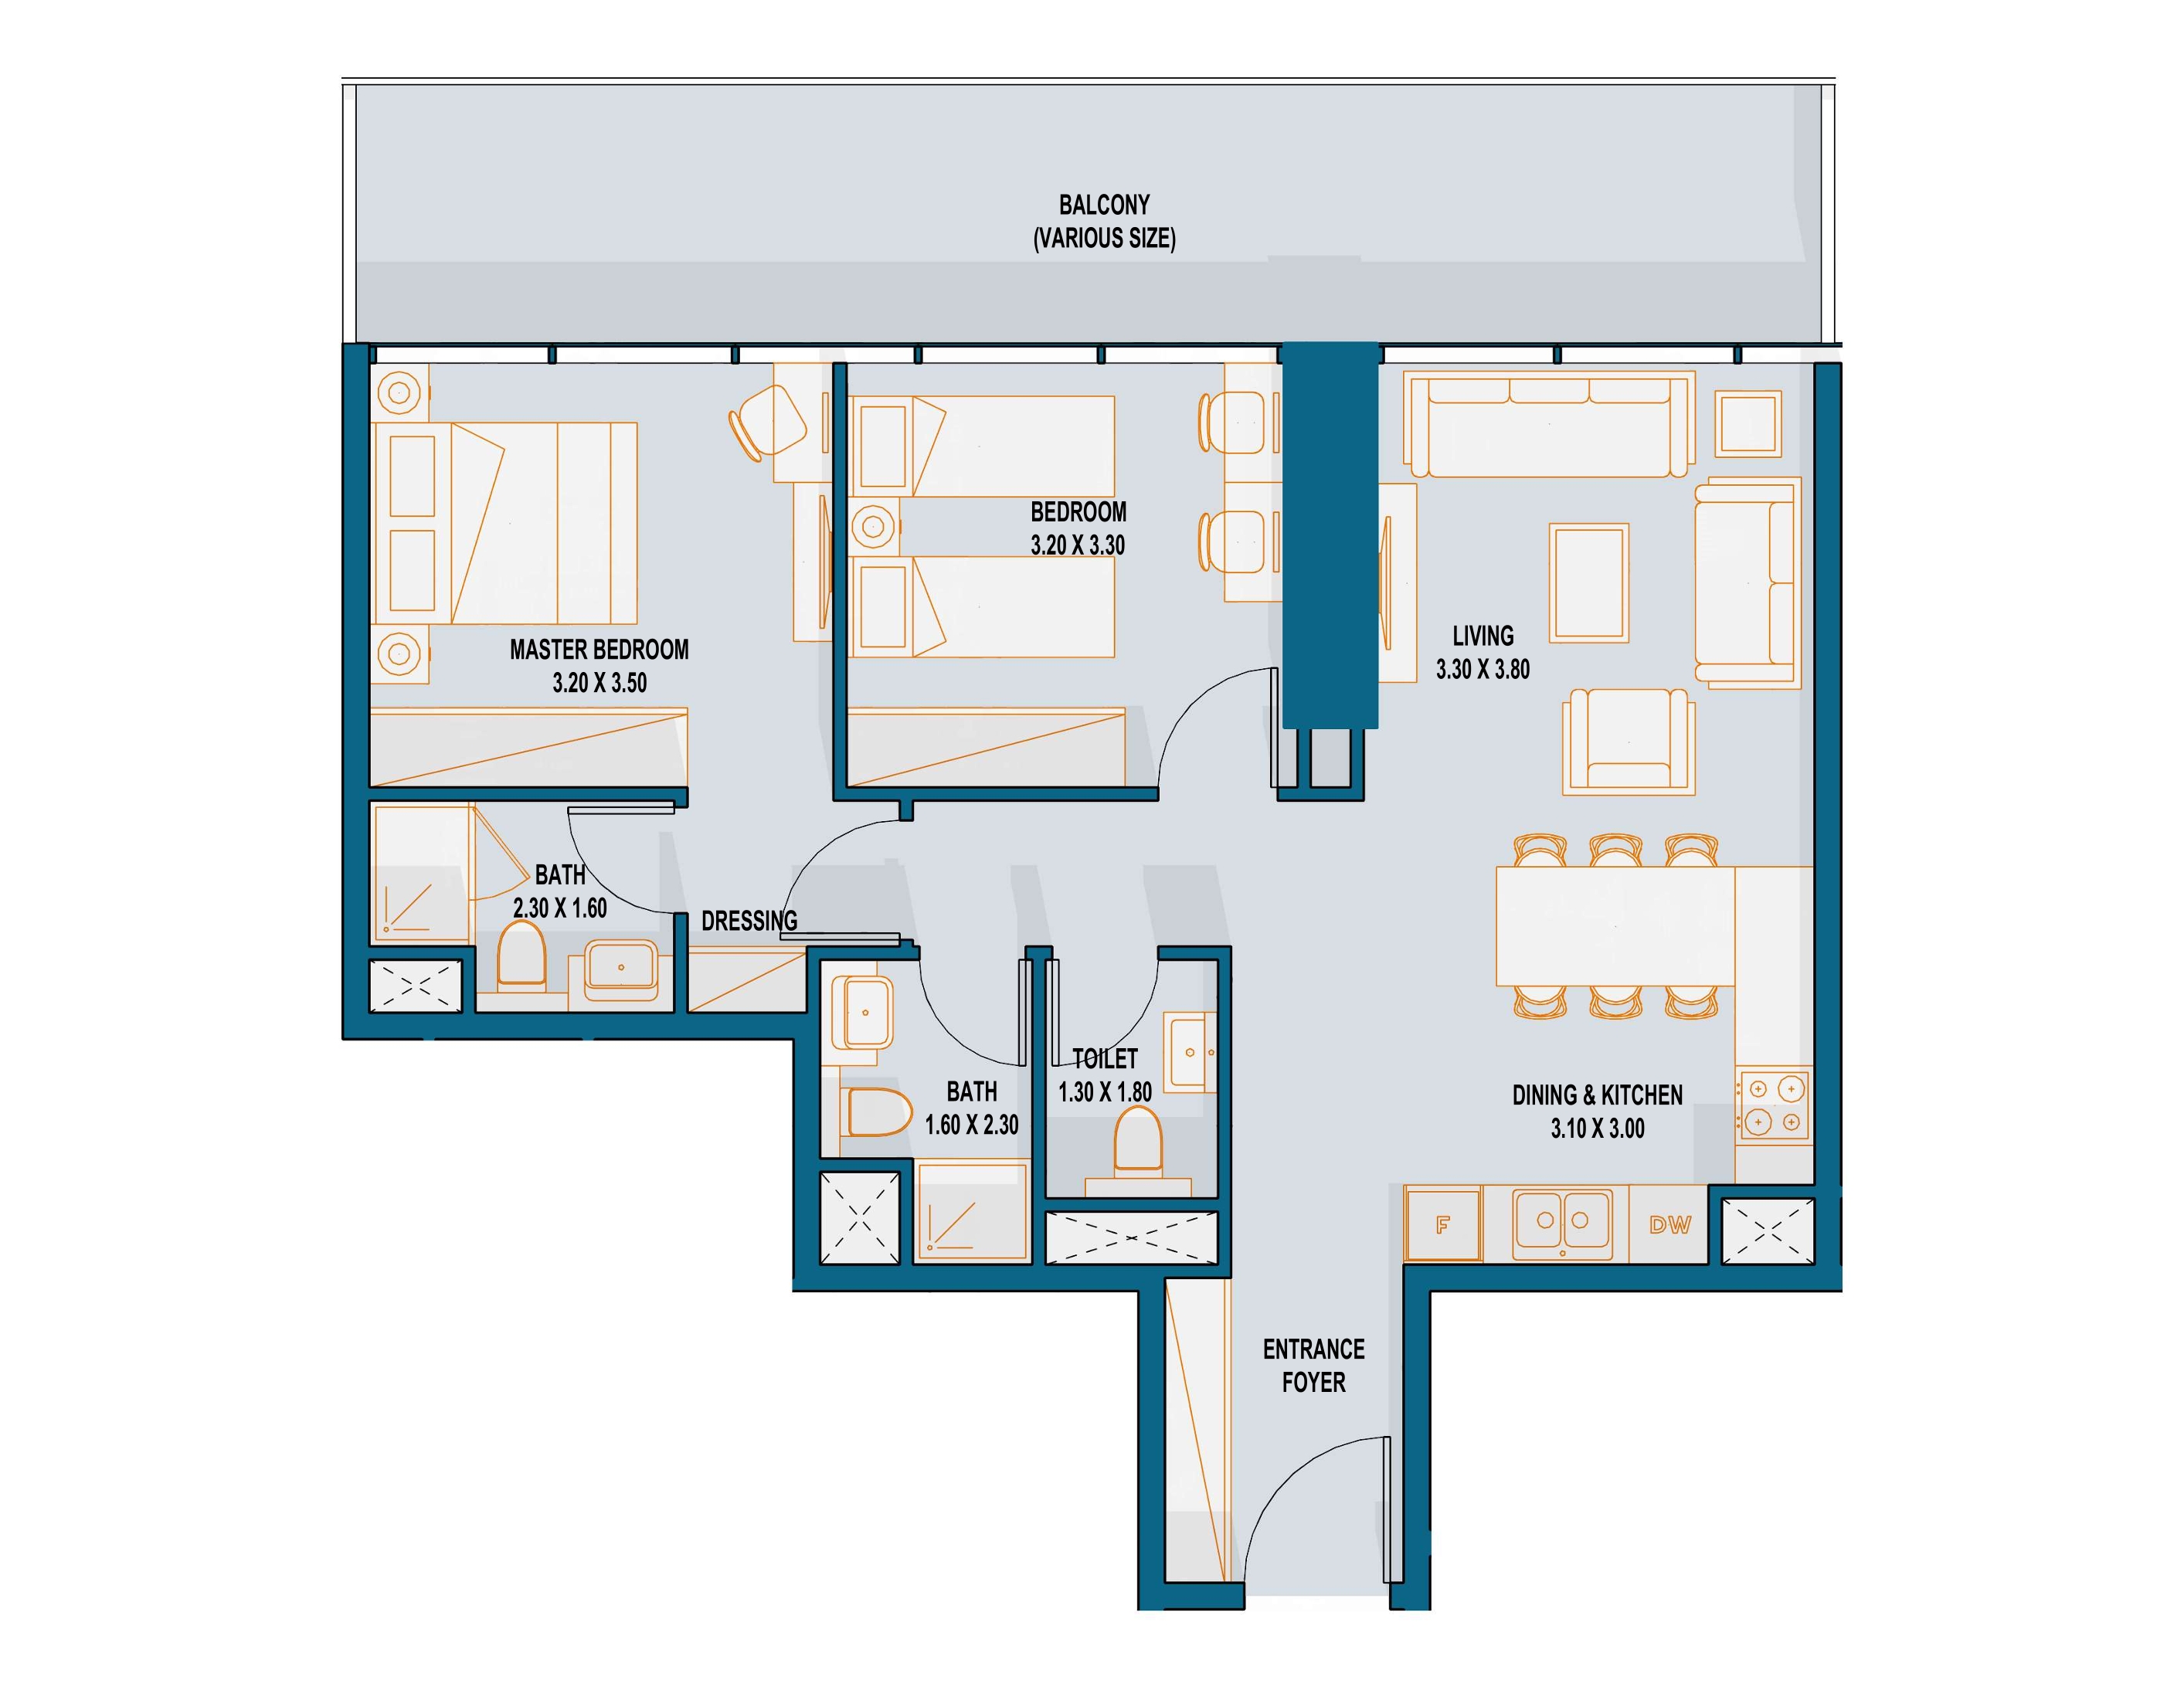 BALCONY
(VARIOUS SIZE)
BEDROOM
3.20 X 3.30
MASTER BEDROOM
3.20 X 3.50
LIVING
3.30 X 3.80
BATH
2.30 X 1.60
DRESSING
TOILET
1.30 X 1.80
BATH
1.60 X 2.30
DINING & KITCHEN
3.10 X 3.00
F
DW
ENTRANCE
FOYER